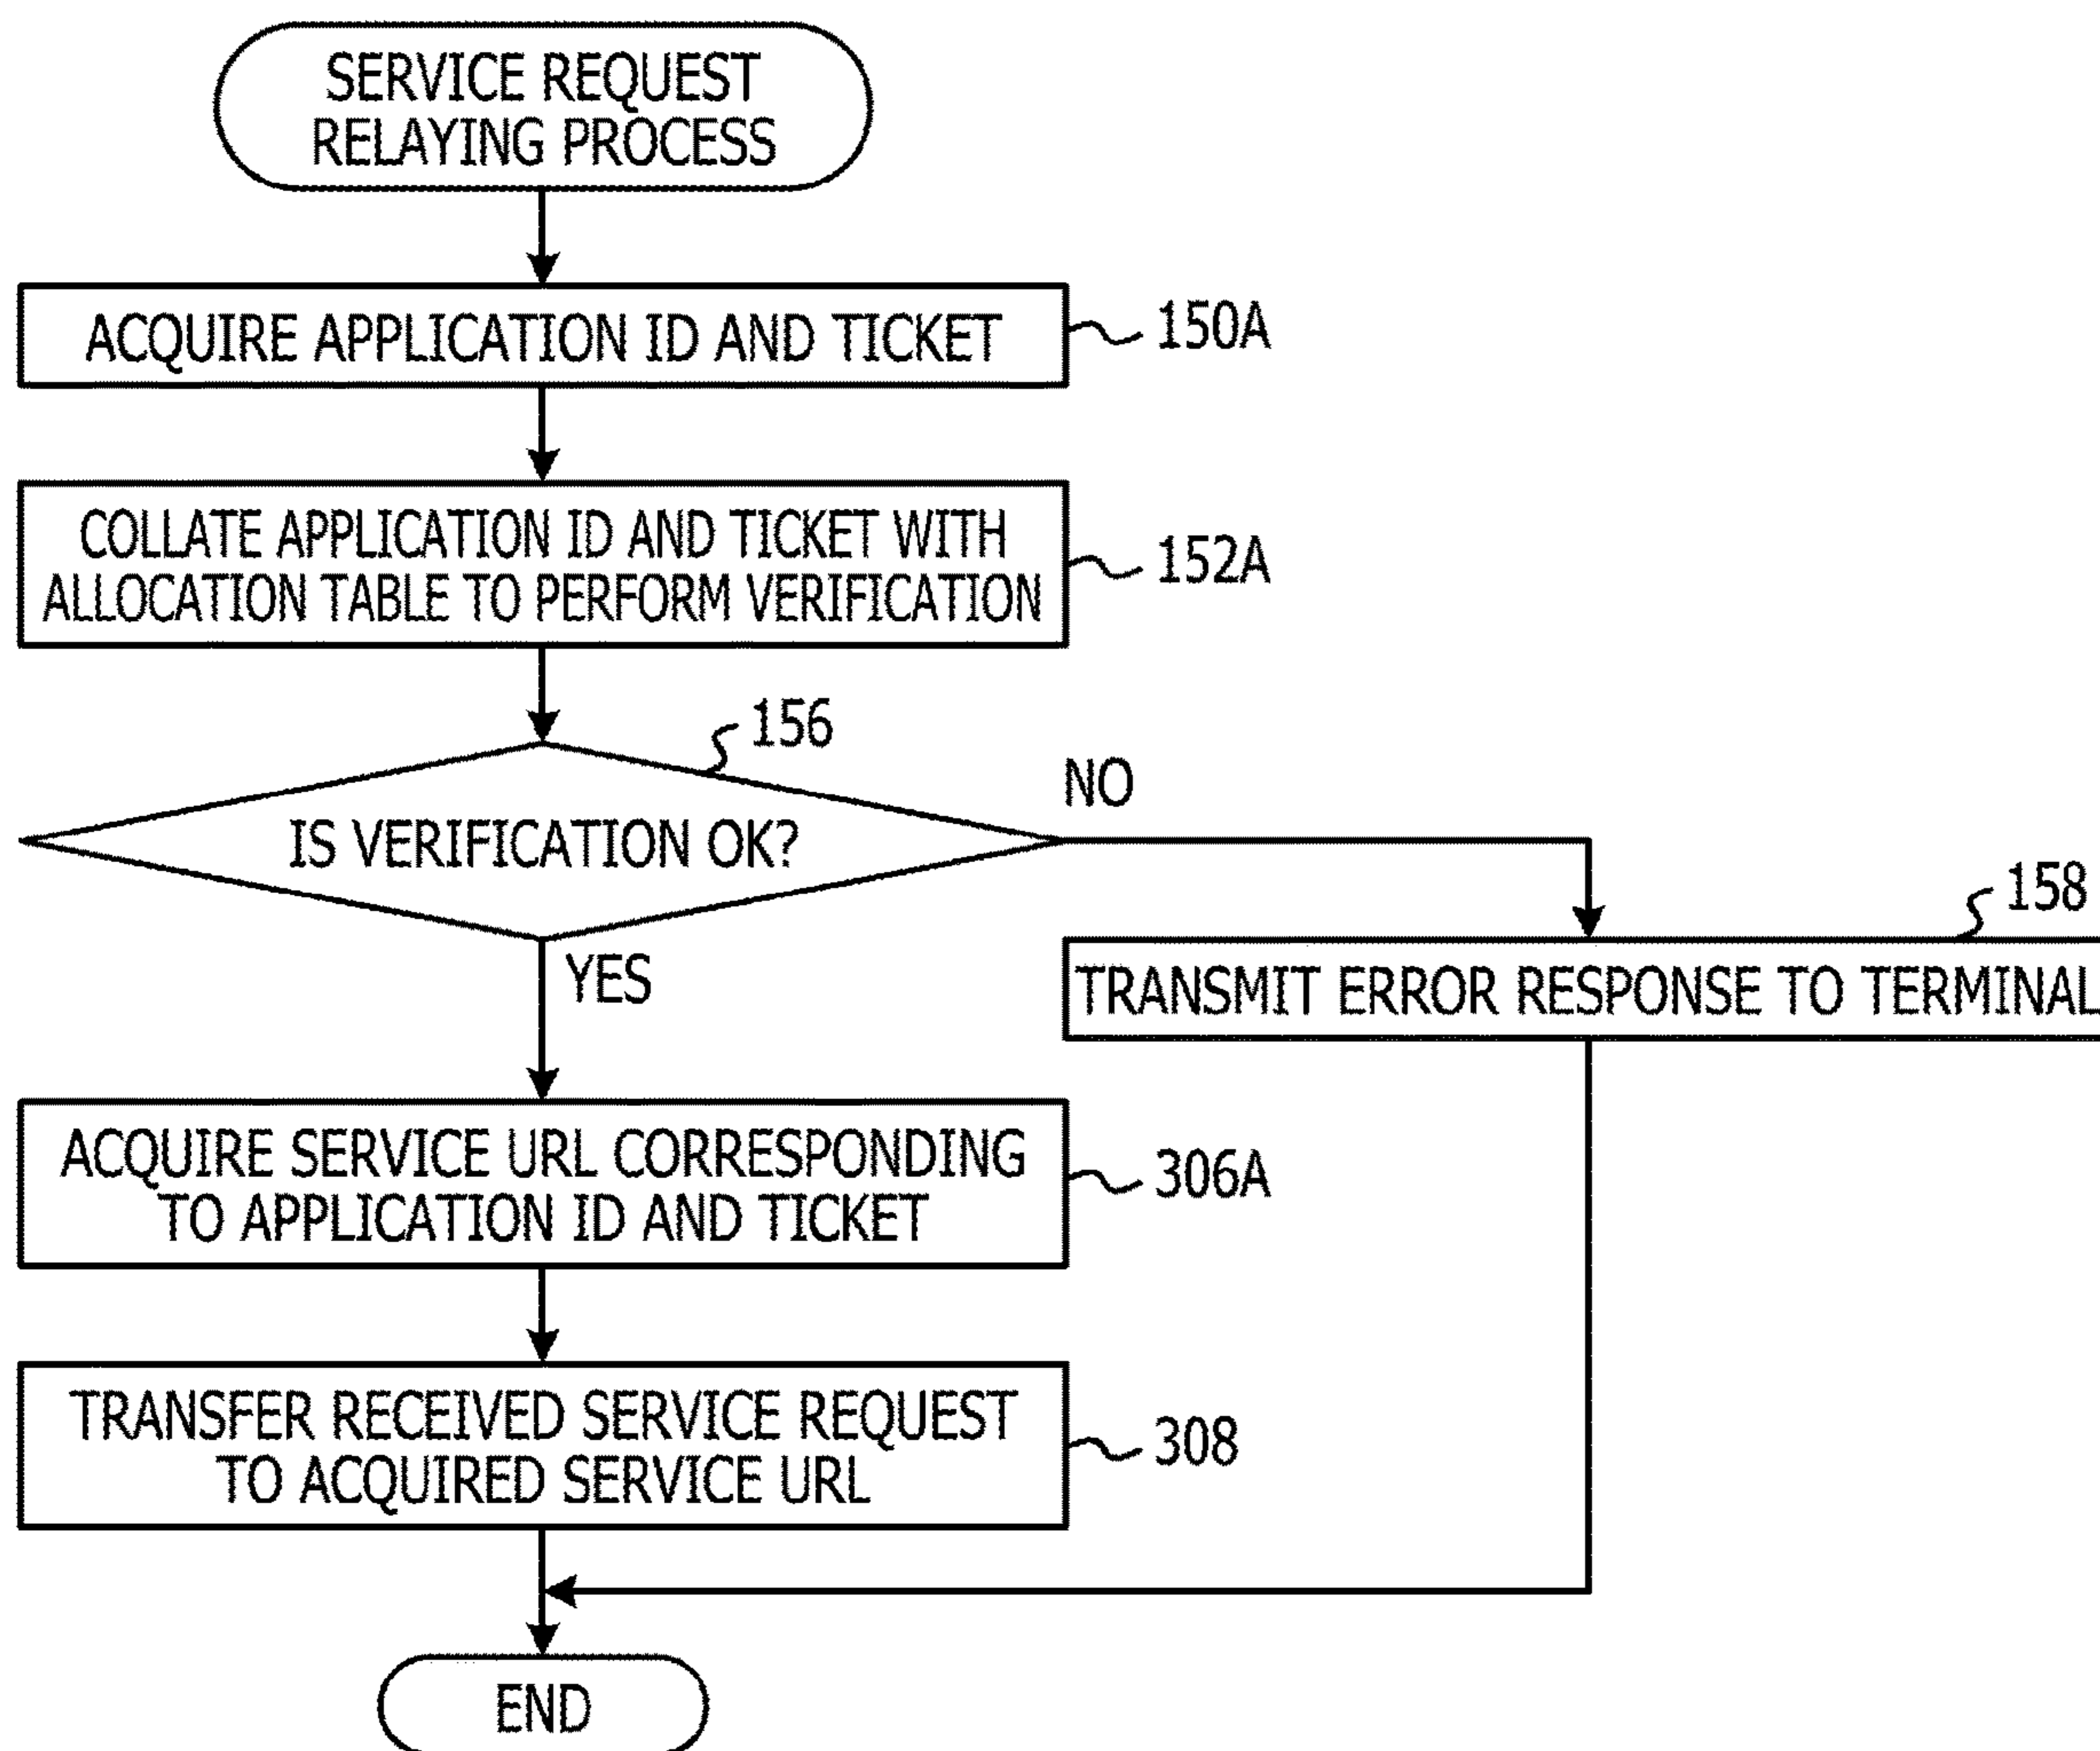 SERVICE REQUEST
RELAYING PROCESS
ACQUIRE APPLICATION ID AND TICKET
150A
COLLATE APPLICATION ID AND TICKET WITH
ALLOCATION TABLE TO PERFORM VERIFICATION
152A
156
IS VERIFICATION OK?
NO
YES
158
TRANSMIT ERROR RESPONSE TO TERMINAL
ACQUIRE SERVICE URL CORRESPONDING
TO APPLICATION ID AND TICKET
306A
TRANSFER RECEIVED SERVICE REQUEST
TO ACQUIRED SERVICE URL
308
END